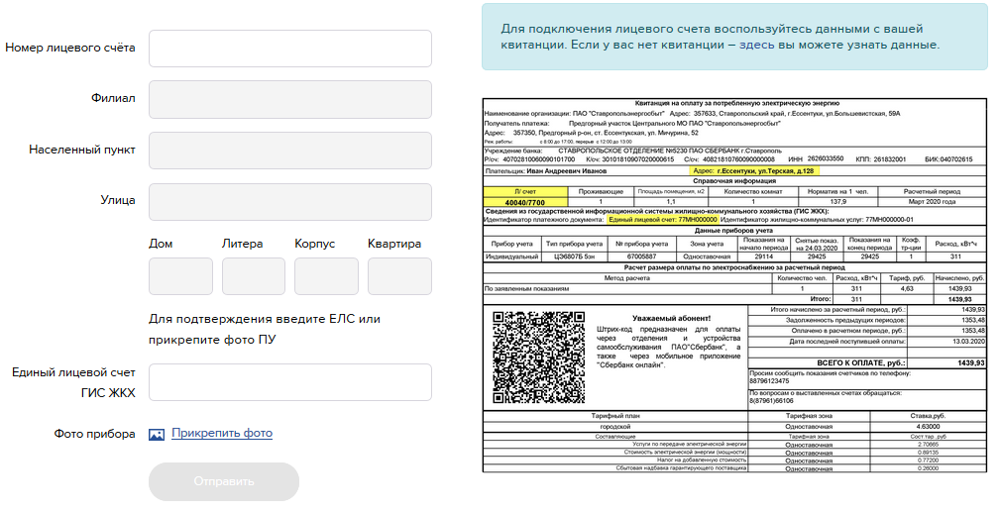 Номер лицевого счёта
Филиал
Населенный пункт
Улица
Дом Литера Корпус Квартира
Для подтверждения введите ЕЛС или
прикрепите фото ПУ
Единый лицевой счет
ГИС ЖКХ
Фото прибора Прикрепить фото
Отправить
Для подключения лицевого счета воспользуйтесь данными с вашей
квитанции. Если у вас нет квитанции – здесь вы можете узнать данные.
Квитанция на оплату за потребленную электрическую энергию
Наименование организации: ПАО "Ставропольэнергосбыт" Адрес: 357633, Ставропольский край, г.Ессентуки, ул.Большевистская, 59А
Получатель платежа: Предгорный участок Центрального МО ПАО "Ставропольэнергосбыт"
Адрес: 357350, Предгорный р-он, ст. Ессентукская, ул. Мичурина, 52
Реж. работы: с 8:00 до 17:00, перерыв с 12:00 до 13:00
Учреждение банка: СТАВРОПОЛЬСКОЕ ОТДЕЛЕНИЕ №5230 ПАО СБЕРБАНК г.Ставрополь
Р/сч: 40702810060090101700 К/сч: 30101810907020000615 С/сч: 40821810760090000008 ИНН 2626033550 КПП: 261832001 БИК:040702615
Плательщик: Иван Андреевич Иванов Адрес: г.Ессентуки, ул.Терская, д.128
Справочная информация
Л/ счет Проживающие Площадь помещения, м2 Количество комнат Норматив на 1 чел. Расчетный период
40040/7700 1 1,1 1 137,9 Март 2020 года
Сведения из государственной информационной системы жилищно-коммунального хозяйства (ГИС ЖКХ):
Идентификатор платежного документа: Единый лицевой счет: 77МН000000 Идентификатор жилищно-коммунальных услуг: 77МН000000-01
Данные приборов учета
Прибор учета Тип прибора учета № прибора учета Зона учета Показания на начало периода Снятые показ. на 24.03.2020 Показания на конец периода Коэф. тр-ции Расход, кВт*ч
Индивидуальный ЦЭ6807Б 5зн 67005887 Одноставочная 29114 29425 29425 1 311
Расчет размера оплаты по электроснабжению за расчетный период
Метод расчета Количество чел. Расход, кВт*ч Тариф, руб. Начислено, руб.
По заявленным показаниям 1 311 4,63 1439,93
Итого: 311 1439,93
Уважаемый абонент!
Штрих-код предназначен для оплаты
через отделения и устройства
самообслуживания ПАО"Сбербанк", а
также через мобильное приложение
"Сбербанк онлайн".
Итого начислено за расчетный период, руб.: 1439,93
Задолженность предыдущих периодов: 1353,48
Оплачено в расчетном периоде, руб.: 1353,48
Дата последней поступившей оплаты: 13.03.2020
ВСЕГО К ОПЛАТЕ, руб.: 1439,93
Просим сообщить показания счетчиков по телефону:
88796123475
По вопросам о выставленных счетах обращаться:
8(87961)66106
Тарифный план Тарифная зона Ставка,руб.
городской Одноставочная 4.63000
Составляющие Тарифная зона Сост.тар.,руб
Услуги по передаче электрической энергии Одноставочная 2.70665
Стоимость электрической энергии (мощности) Одноставочная 0.89135
Налог на добавленную стоимость Одноставочная 0.77200
Сбытовая надбавка гарантирующего поставщика Одноставочная 0.26000